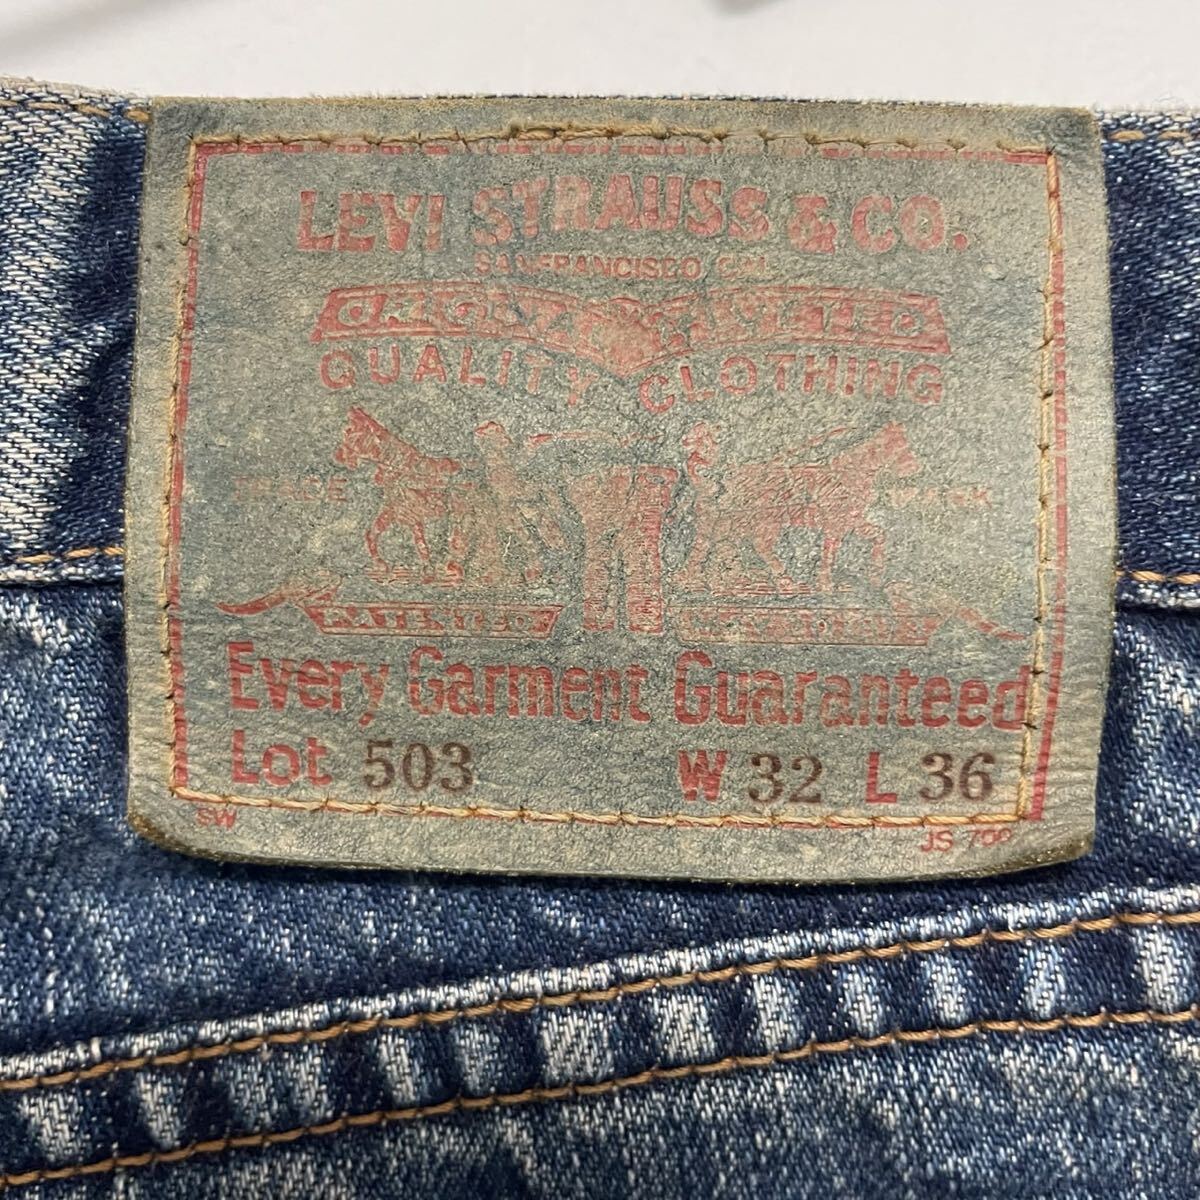 LEVI STRAUSS & CO.
SAN FRANCISCO CAL
QUALITY CLOTHING
TRADE MARK
PATENTED
Every Garment Guaranteed
Lot 503 W 32 L 36
SW JS 700